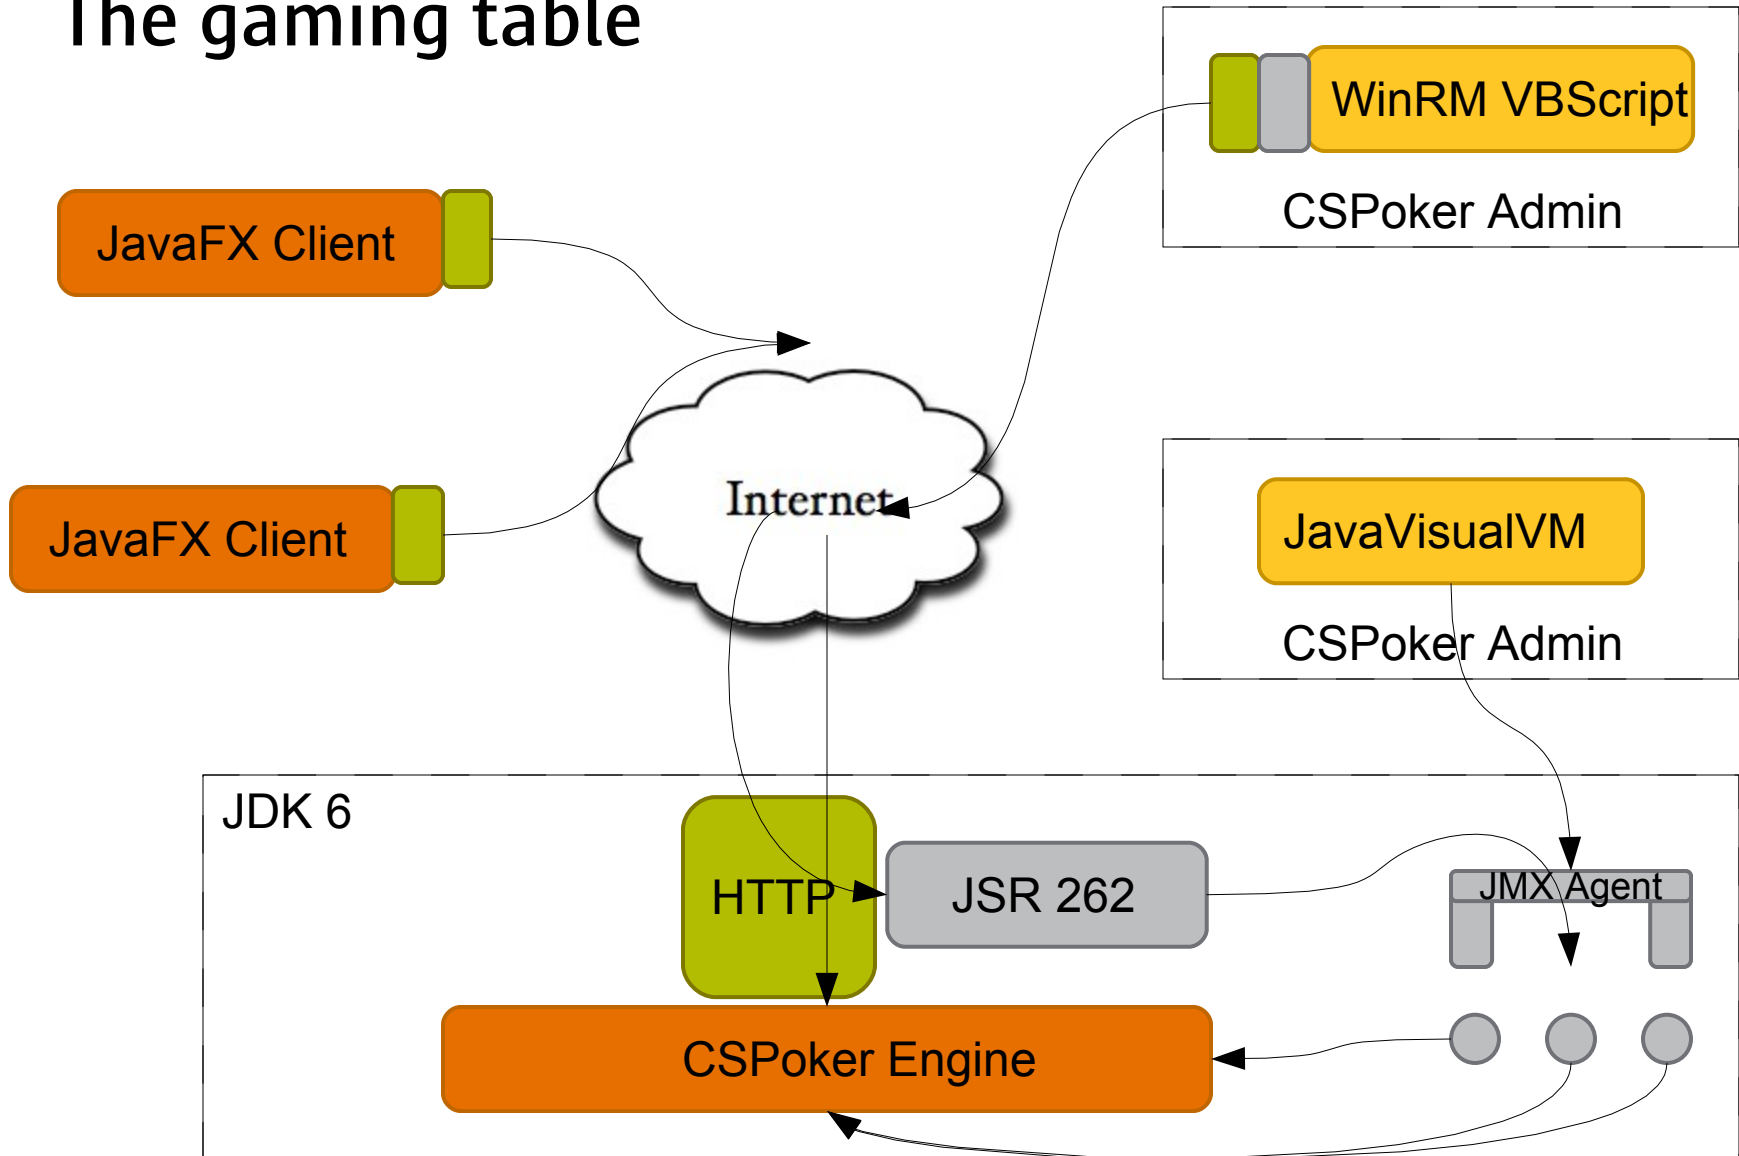 The gaming table
WinRM VBScript
CSPoker Admin
JavaFX Client
Internet
JavaFX Client
JavaVisualVM
CSPoker Admin
JDK 6
HTTP
JSR 262
JMX Agent
CSPoker Engine